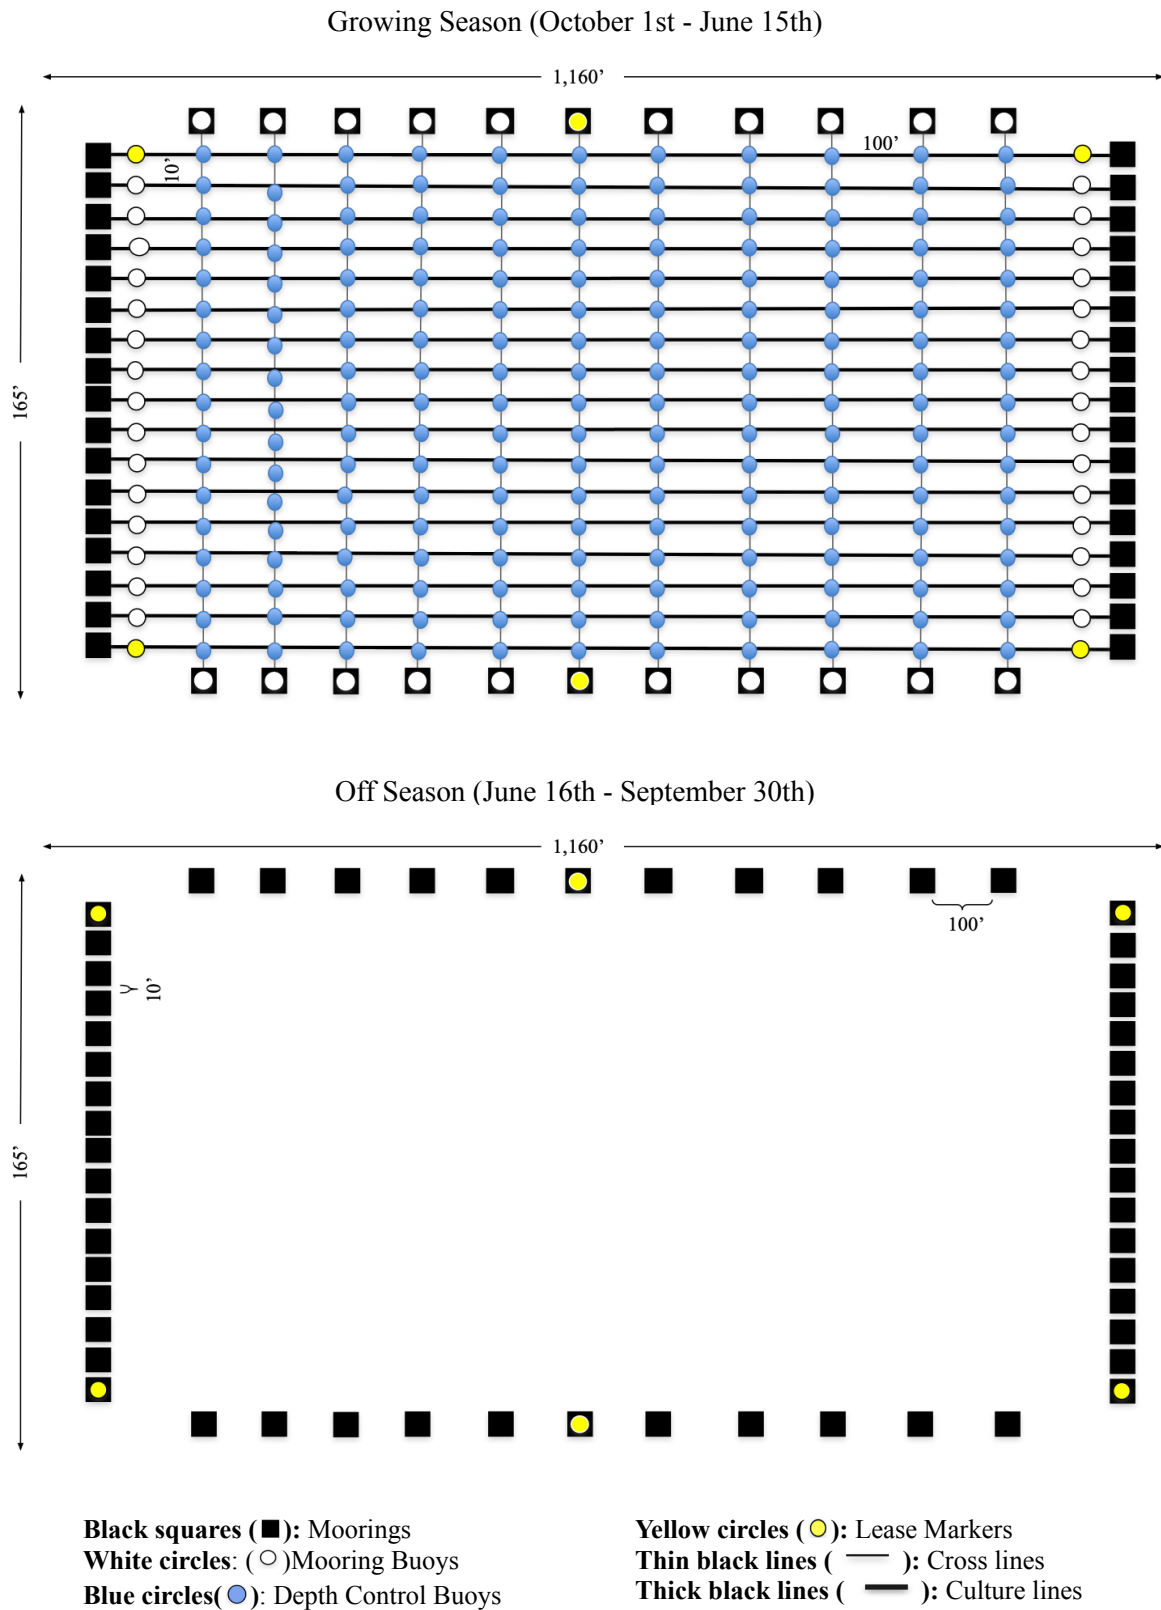 Growing Season (October 1st - June 15th)
1,160’
100’
10’
165’
Off Season (June 16th - September 30th)
1,160’
100’
10’
165’
Black squares (■): Moorings
White circles: (○)Mooring Buoys
Blue circles(●): Depth Control Buoys
Yellow circles (○): Lease Markers
Thin black lines ( — ): Cross lines
Thick black lines ( — ): Culture lines